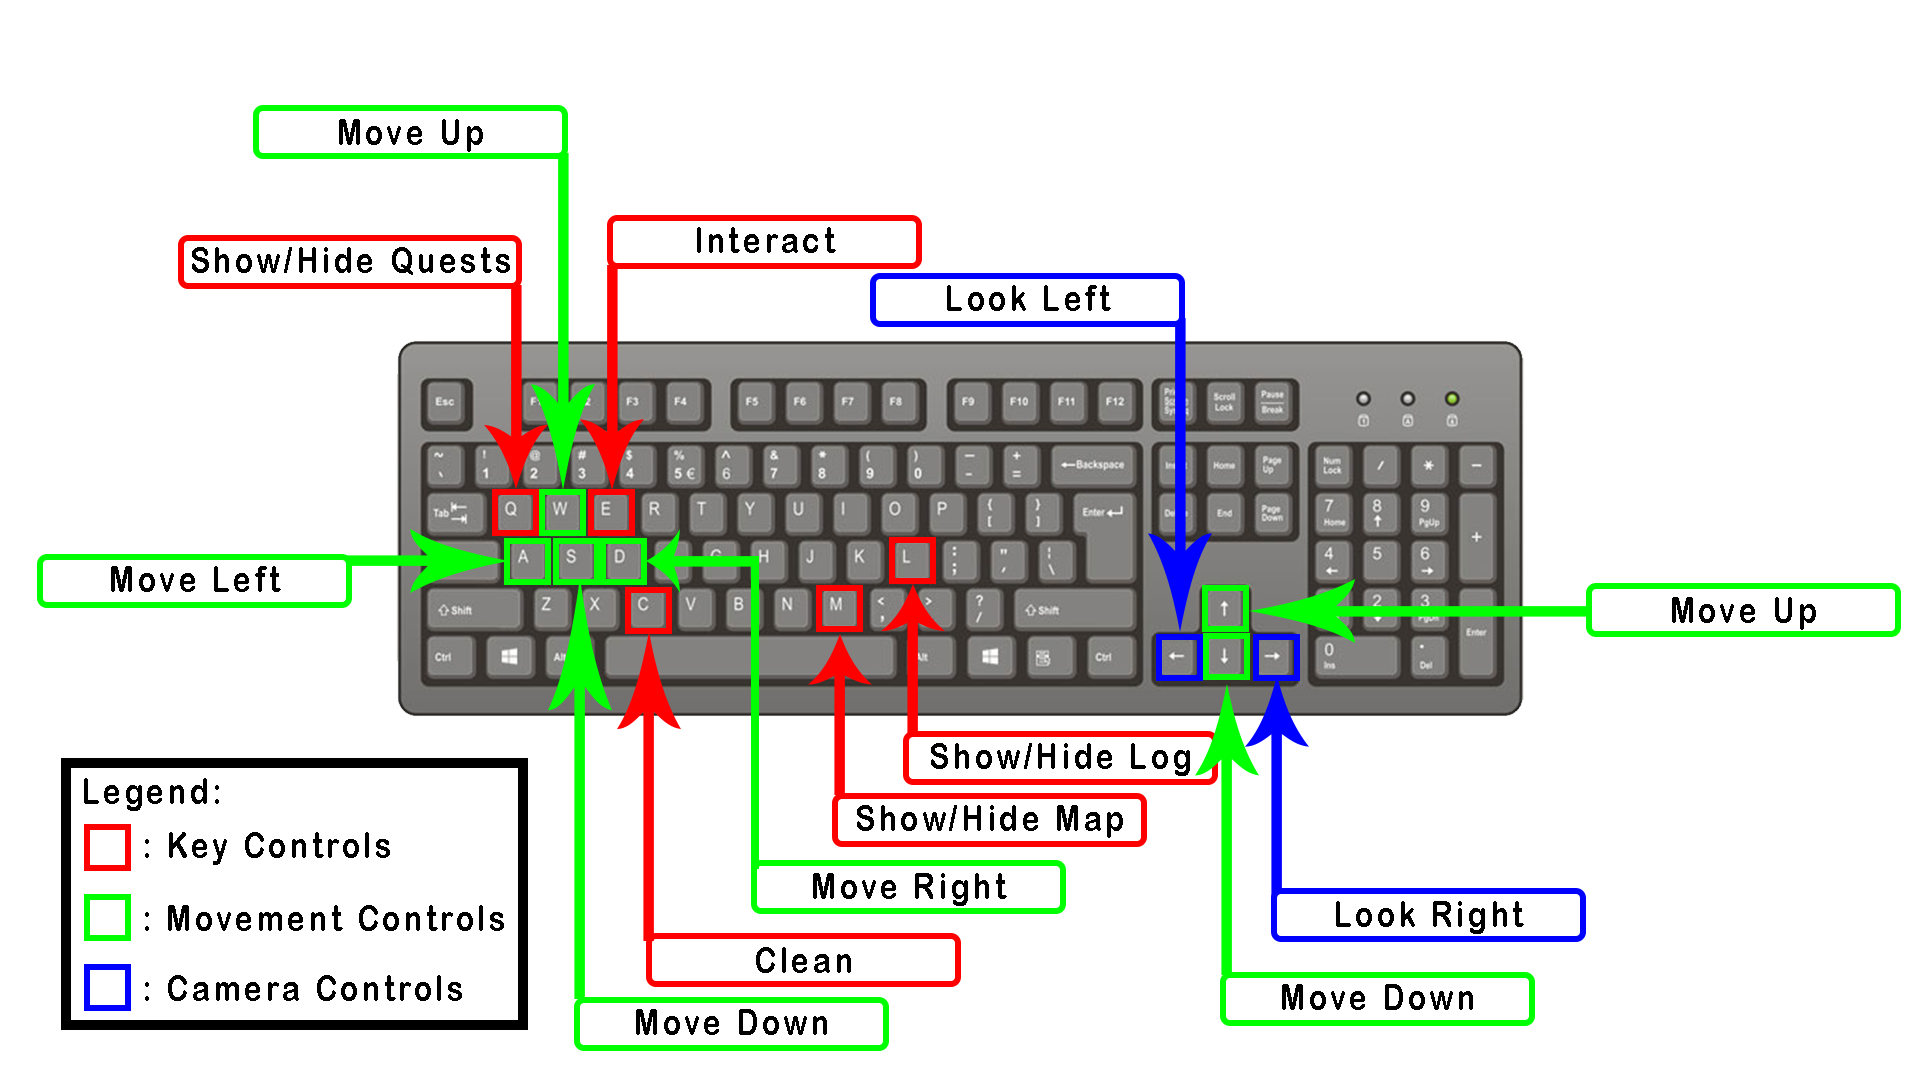 Move Up
Interact
Show/Hide Quests
Look Left
Esc
F3
F4
F5
F6
F7
F8
F9
F10
F11
F12
Scroll Lock
Pause Break
~
! 1
@ 2
# 3
$ 4
% 5 €
^ 6
& 7
* 8
( 9
) 0
+ =
←Backspace
Home
Page Up
Num Lock
/
*
−
Tab
Q
W
E
R
T
Y
U
I
O
P
{ [
} ]
Enter
End
Page Down
7 Home
8 ↑
9 PgUp
+
A
S
D
H
J
K
L
: ;
" '
¦ \
4 ←
5
6 →
Move Left
⇧Shift
Z
X
C
V
B
N
M
<
>
? /
⇧Shift
↑
2
3
Enter
Move Up
Ctrl
Alt
Alt
Ctrl
←
↓
→
0 Ins
. Del
Show/Hide Log
Legend:
Show/Hide Map
: Key Controls
Move Right
: Movement Controls
Look Right
Clean
: Camera Controls
Move Down
Move Down